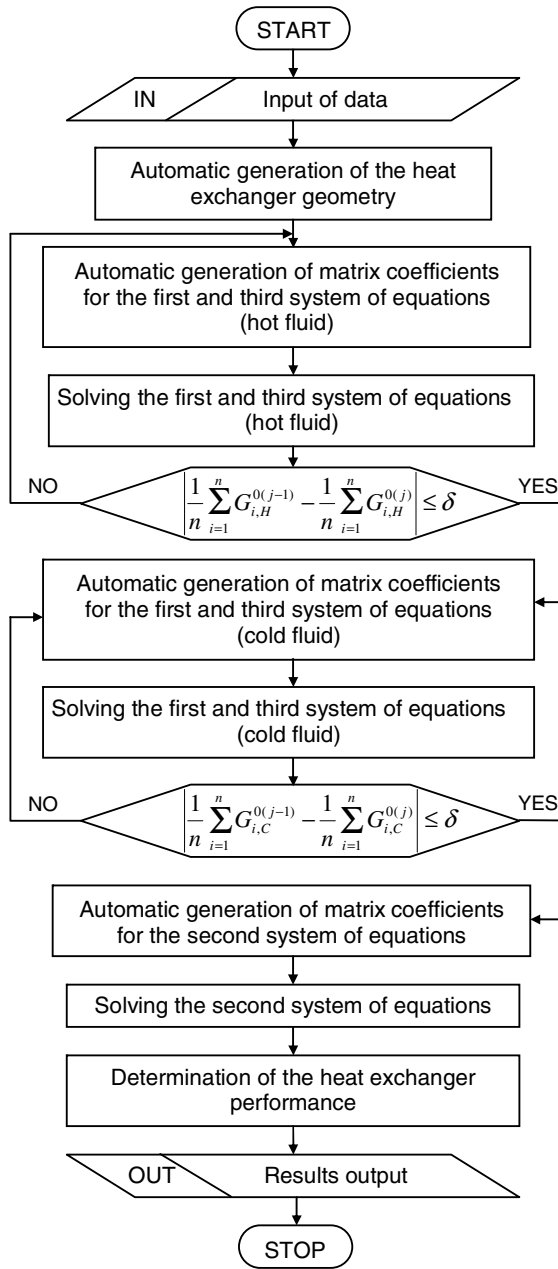 START
IN Input of data
Automatic generation of the heat
exchanger geometry
Automatic generation of matrix coefficients
for the first and third system of equations
(hot fluid)
Solving the first and third system of equations
(hot fluid)
NO
|1/n ∑_{i=1}^{n} G_{i,H}^{0(j-1)} − 1/n ∑_{i=1}^{n} G_{i,H}^{0(j)}| ≤ δ
YES
Automatic generation of matrix coefficients
for the first and third system of equations
(cold fluid)
Solving the first and third system of equations
(cold fluid)
NO
|1/n ∑_{i=1}^{n} G_{i,C}^{0(j-1)} − 1/n ∑_{i=1}^{n} G_{i,C}^{0(j)}| ≤ δ
YES
Automatic generation of matrix coefficients
for the second system of equations
Solving the second system of equations
Determination of the heat exchanger
performance
OUT Results output
STOP